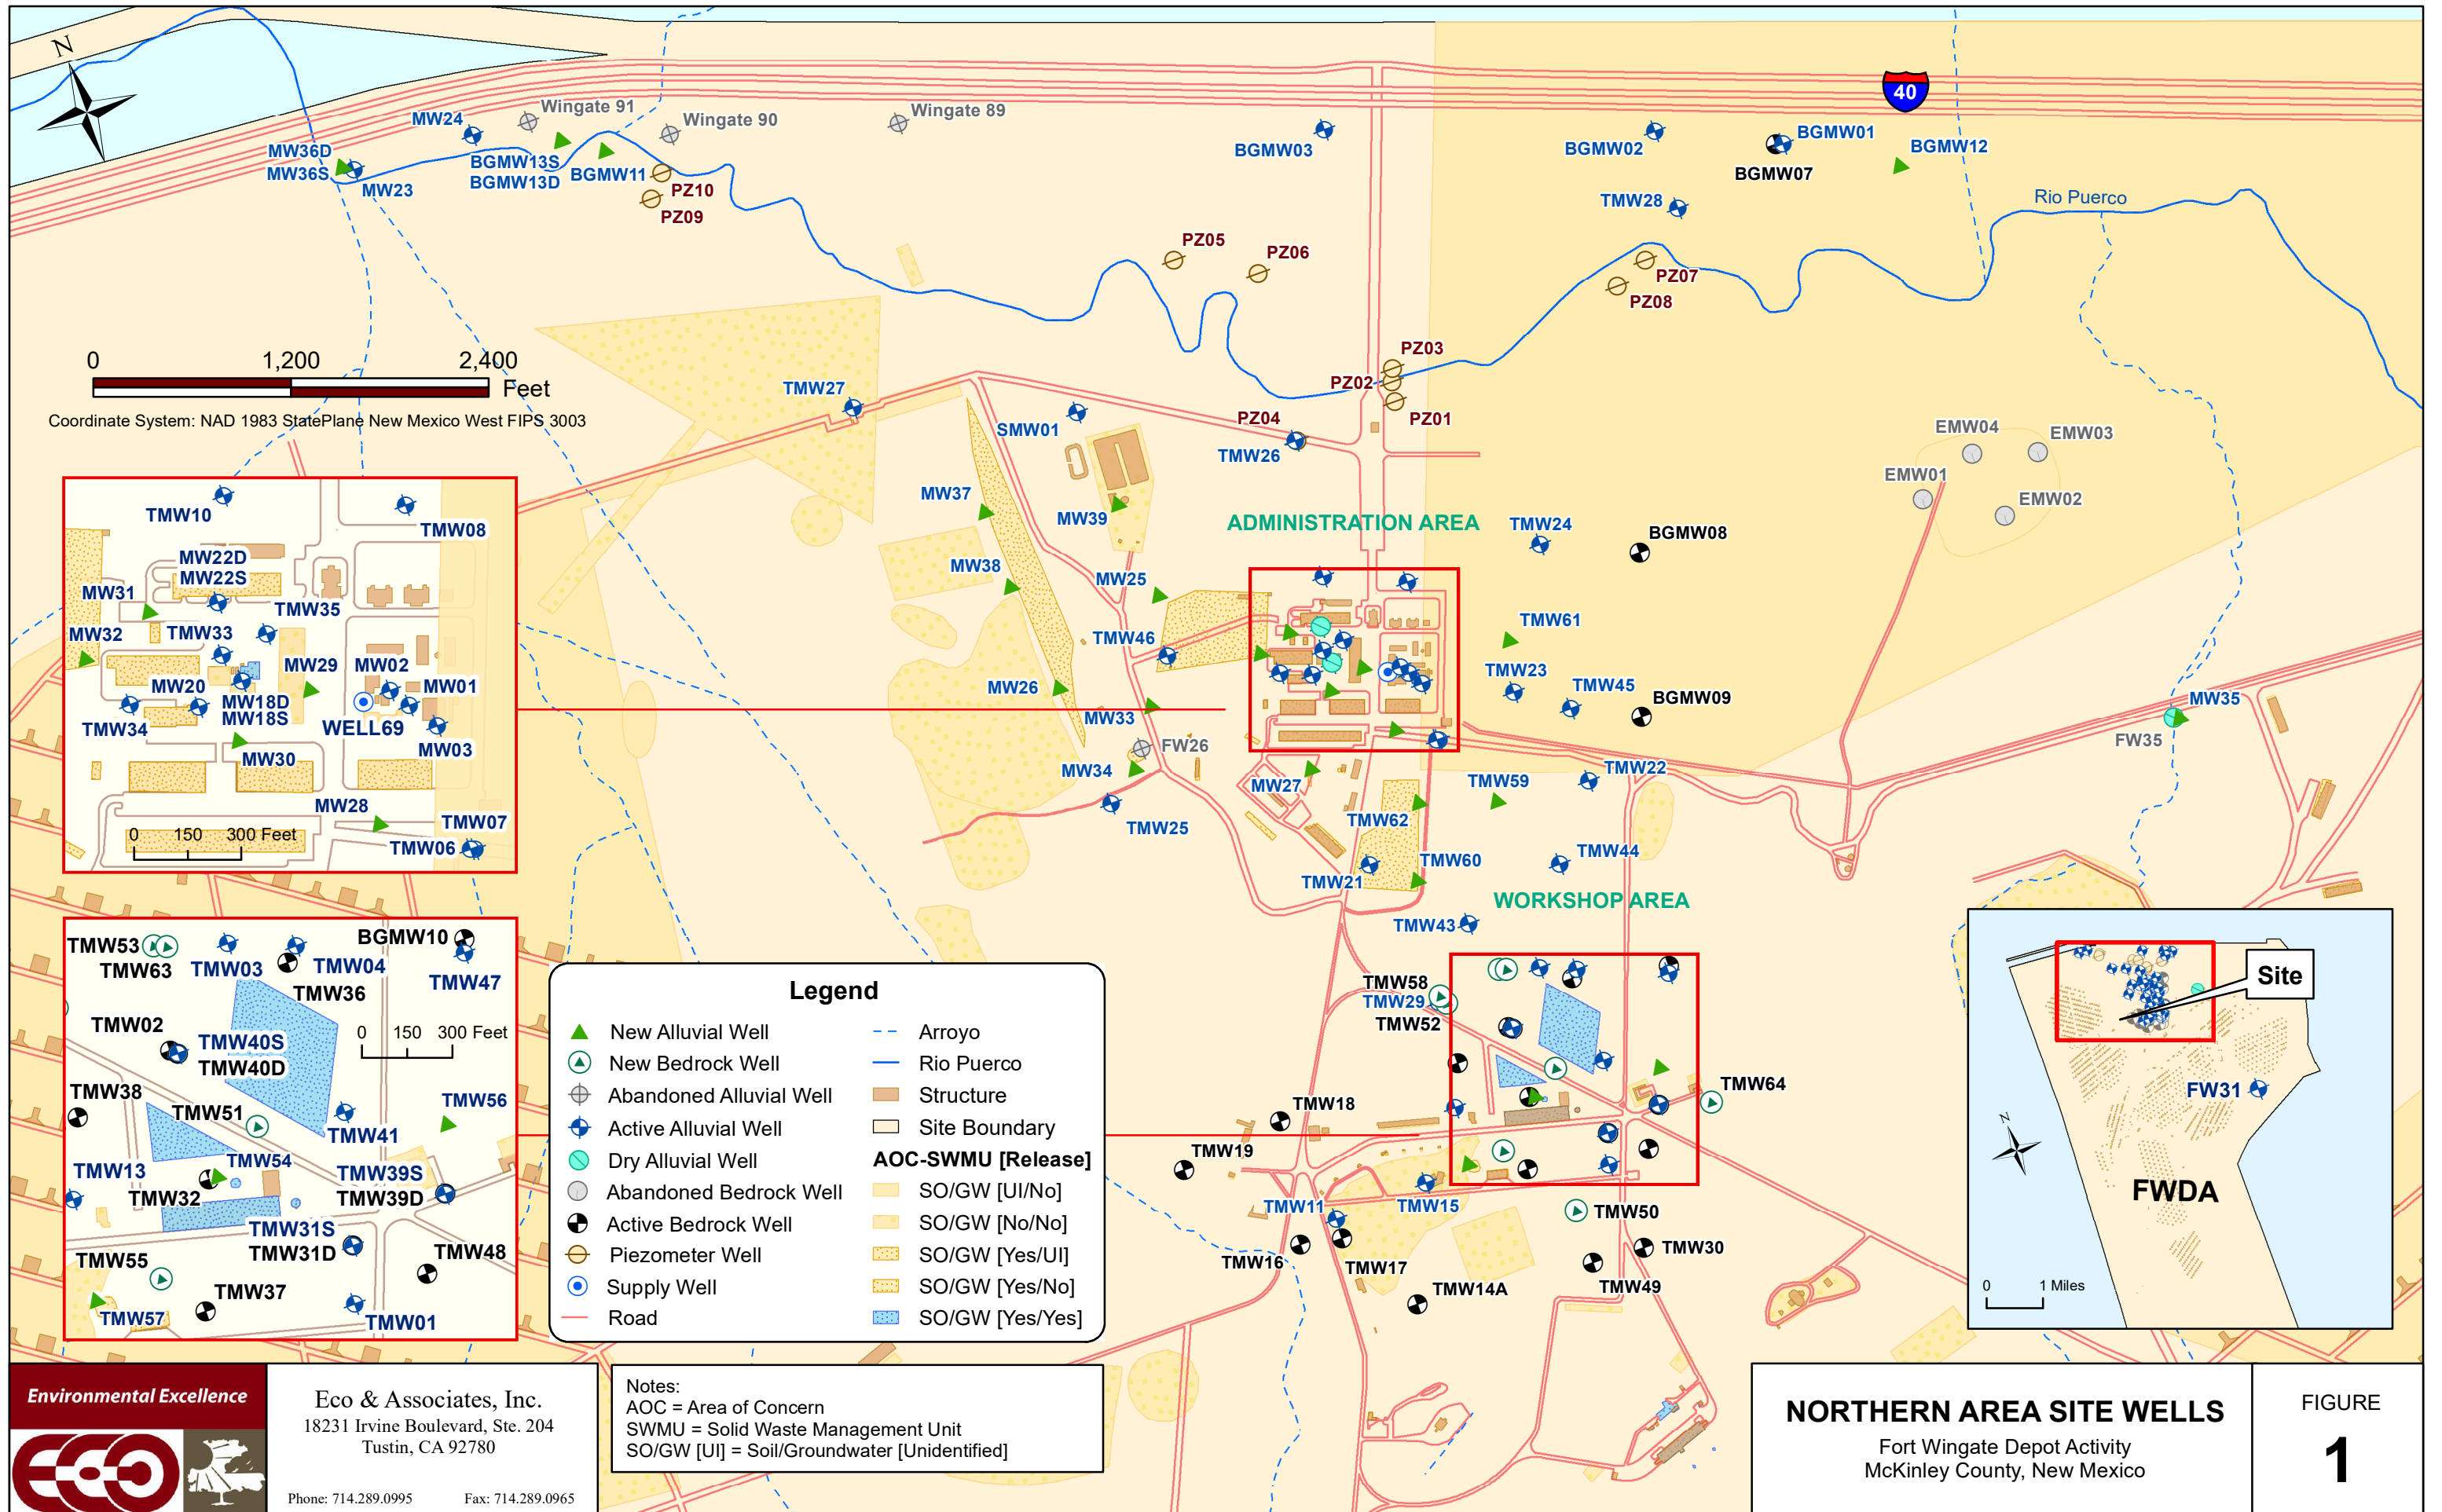 N
40
Wingate 91
Wingate 90
Wingate 89
MW24
MW36D
MW36S
MW23
BGMW13S
BGMW13D
BGMW11
PZ10
PZ09
BGMW03
BGMW02
BGMW01
BGMW07
BGMW12
TMW28
Rio Puerco
PZ05
PZ06
PZ07
PZ08
PZ03
PZ02
PZ01
PZ04
TMW26
0 1,200 2,400
Feet
Coordinate System: NAD 1983 StatePlane New Mexico West FIPS 3003
TMW27
SMW01
EMW04
EMW03
EMW01
EMW02
MW37
MW39
ADMINISTRATION AREA
TMW24
BGMW08
MW38
MW25
TMW46
TMW61
TMW23
TMW45
BGMW09
MW26
MW33
FW26
MW34
TMW25
MW27
TMW62
TMW59
TMW22
TMW21
TMW60
TMW44
WORKSHOP AREA
TMW43
MW35
FW35
TMW10
TMW08
MW22D
MW22S
MW31
TMW35
MW32
TMW33
MW29
MW02
MW20
MW01
MW18D
MW18S
TMW34
WELL69
MW03
MW30
MW28
TMW07
TMW06
0 150 300 Feet
TMW53
TMW63
TMW03
TMW04
BGMW10
TMW47
TMW36
TMW02
TMW40S
TMW40D
0 150 300 Feet
TMW38
TMW51
TMW56
TMW41
TMW13
TMW54
TMW32
TMW39S
TMW39D
TMW31S
TMW31D
TMW55
TMW48
TMW37
TMW57
TMW01
TMW58
TMW29
TMW52
TMW18
TMW19
TMW64
TMW11
TMW15
TMW50
TMW16
TMW17
TMW30
TMW14A
TMW49
Legend
New Alluvial Well
New Bedrock Well
Abandoned Alluvial Well
Active Alluvial Well
Dry Alluvial Well
Abandoned Bedrock Well
Active Bedrock Well
Piezometer Well
Supply Well
Road
Arroyo
Rio Puerco
Structure
Site Boundary
AOC-SWMU [Release]
SO/GW [UI/No]
SO/GW [No/No]
SO/GW [Yes/UI]
SO/GW [Yes/No]
SO/GW [Yes/Yes]
Site
FW31
N
FWDA
0 1 Miles
Environmental Excellence
ECO
Eco & Associates, Inc.
18231 Irvine Boulevard, Ste. 204
Tustin, CA 92780
Phone: 714.289.0995 Fax: 714.289.0965
Notes:
AOC = Area of Concern
SWMU = Solid Waste Management Unit
SO/GW [UI] = Soil/Groundwater [Unidentified]
NORTHERN AREA SITE WELLS
Fort Wingate Depot Activity
McKinley County, New Mexico
FIGURE
1